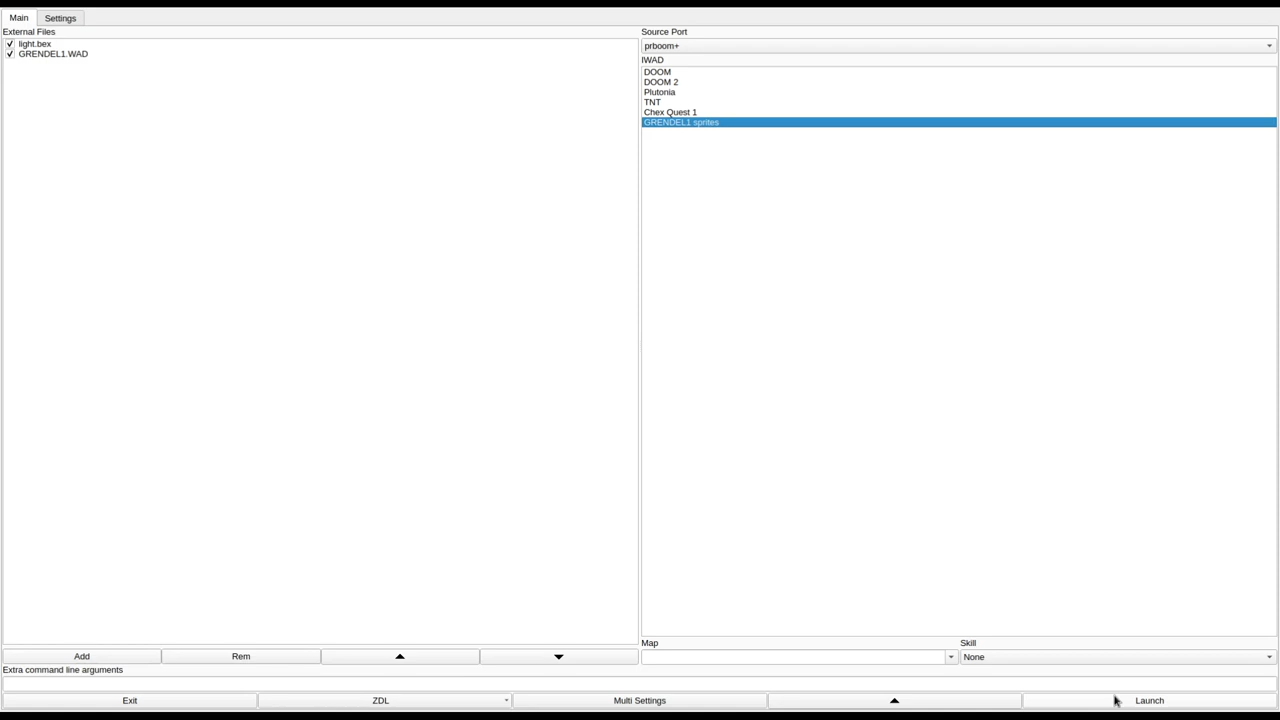 Main Settings
External Files
light.bex
GRENDEL1.WAD
Source Port
prboom+
IWAD
DOOM
DOOM 2
Plutonia
TNT
Chex Quest 1
GRENDEL1 sprites
Map Skill
None
Add Rem
Extra command line arguments
Exit ZDL Multi Settings Launch